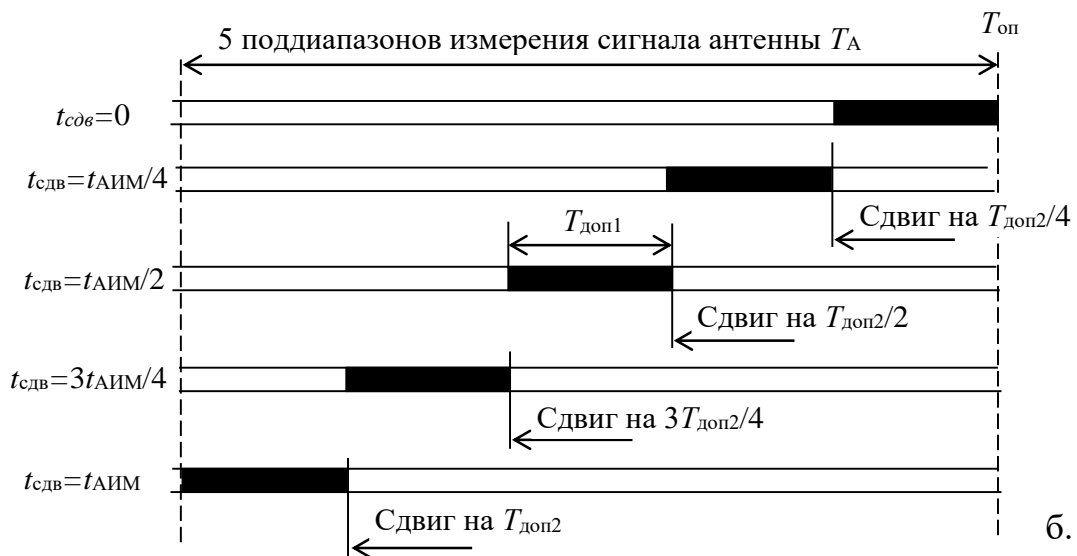 5 поддиапазонов измерения сигнала антенны TА
Tоп
tсдв=0
tсдв=tАИМ/4
Сдвиг на Tдоп2/4
Tдоп1
tсдв=tАИМ/2
Сдвиг на Tдоп2/2
tсдв=3tАИМ/4
Сдвиг на 3Tдоп2/4
tсдв=tАИМ
Сдвиг на Tдоп2
б.